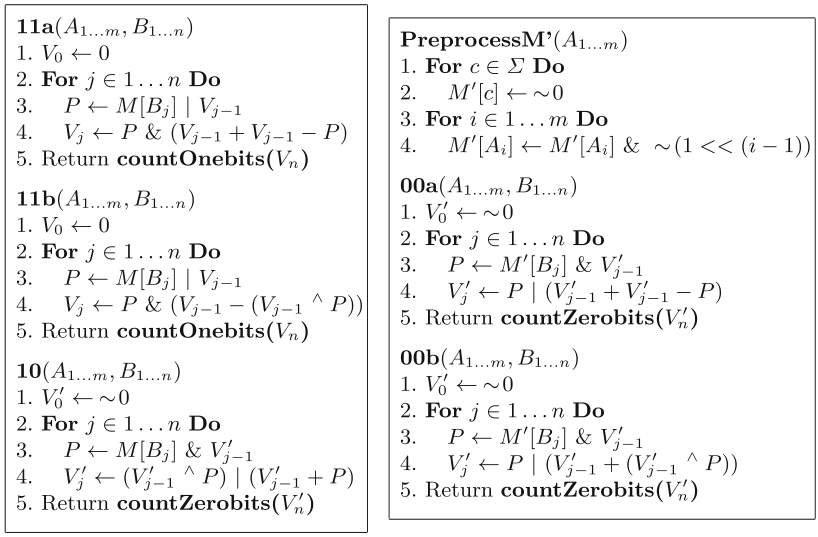 11a(A₁...ₘ, B₁...ₙ)
1. V₀ ← 0
2. For j ∈ 1 . . . n Do
3. P ← M[Bⱼ] | Vⱼ₋₁
4. Vⱼ ← P & (Vⱼ₋₁ + Vⱼ₋₁ − P)
5. Return countOnebits(Vₙ)
11b(A₁...ₘ, B₁...ₙ)
1. V₀ ← 0
2. For j ∈ 1 . . . n Do
3. P ← M[Bⱼ] | Vⱼ₋₁
4. Vⱼ ← P & (Vⱼ₋₁ − (Vⱼ₋₁ ^ P))
5. Return countOnebits(Vₙ)
10(A₁...ₘ, B₁...ₙ)
1. V′₀ ← ∼0
2. For j ∈ 1 . . . n Do
3. P ← M[Bⱼ] & V′ⱼ₋₁
4. V′ⱼ ← (V′ⱼ₋₁ ^ P) | (V′ⱼ₋₁ + P)
5. Return countZerobits(V′ₙ)
PreprocessM'(A₁...ₘ)
1. For c ∈ Σ Do
2. M′[c] ← ∼0
3. For i ∈ 1 . . . m Do
4. M′[Aᵢ] ← M′[Aᵢ] & ∼(1 << (i − 1))
00a(A₁...ₘ, B₁...ₙ)
1. V′₀ ← ∼0
2. For j ∈ 1 . . . n Do
3. P ← M′[Bⱼ] & V′ⱼ₋₁
4. V′ⱼ ← P | (V′ⱼ₋₁ + V′ⱼ₋₁ − P)
5. Return countZerobits(V′ₙ)
00b(A₁...ₘ, B₁...ₙ)
1. V′₀ ← ∼0
2. For j ∈ 1 . . . n Do
3. P ← M′[Bⱼ] & V′ⱼ₋₁
4. V′ⱼ ← P | (V′ⱼ₋₁ + (V′ⱼ₋₁ ^ P))
5. Return countZerobits(V′ₙ)